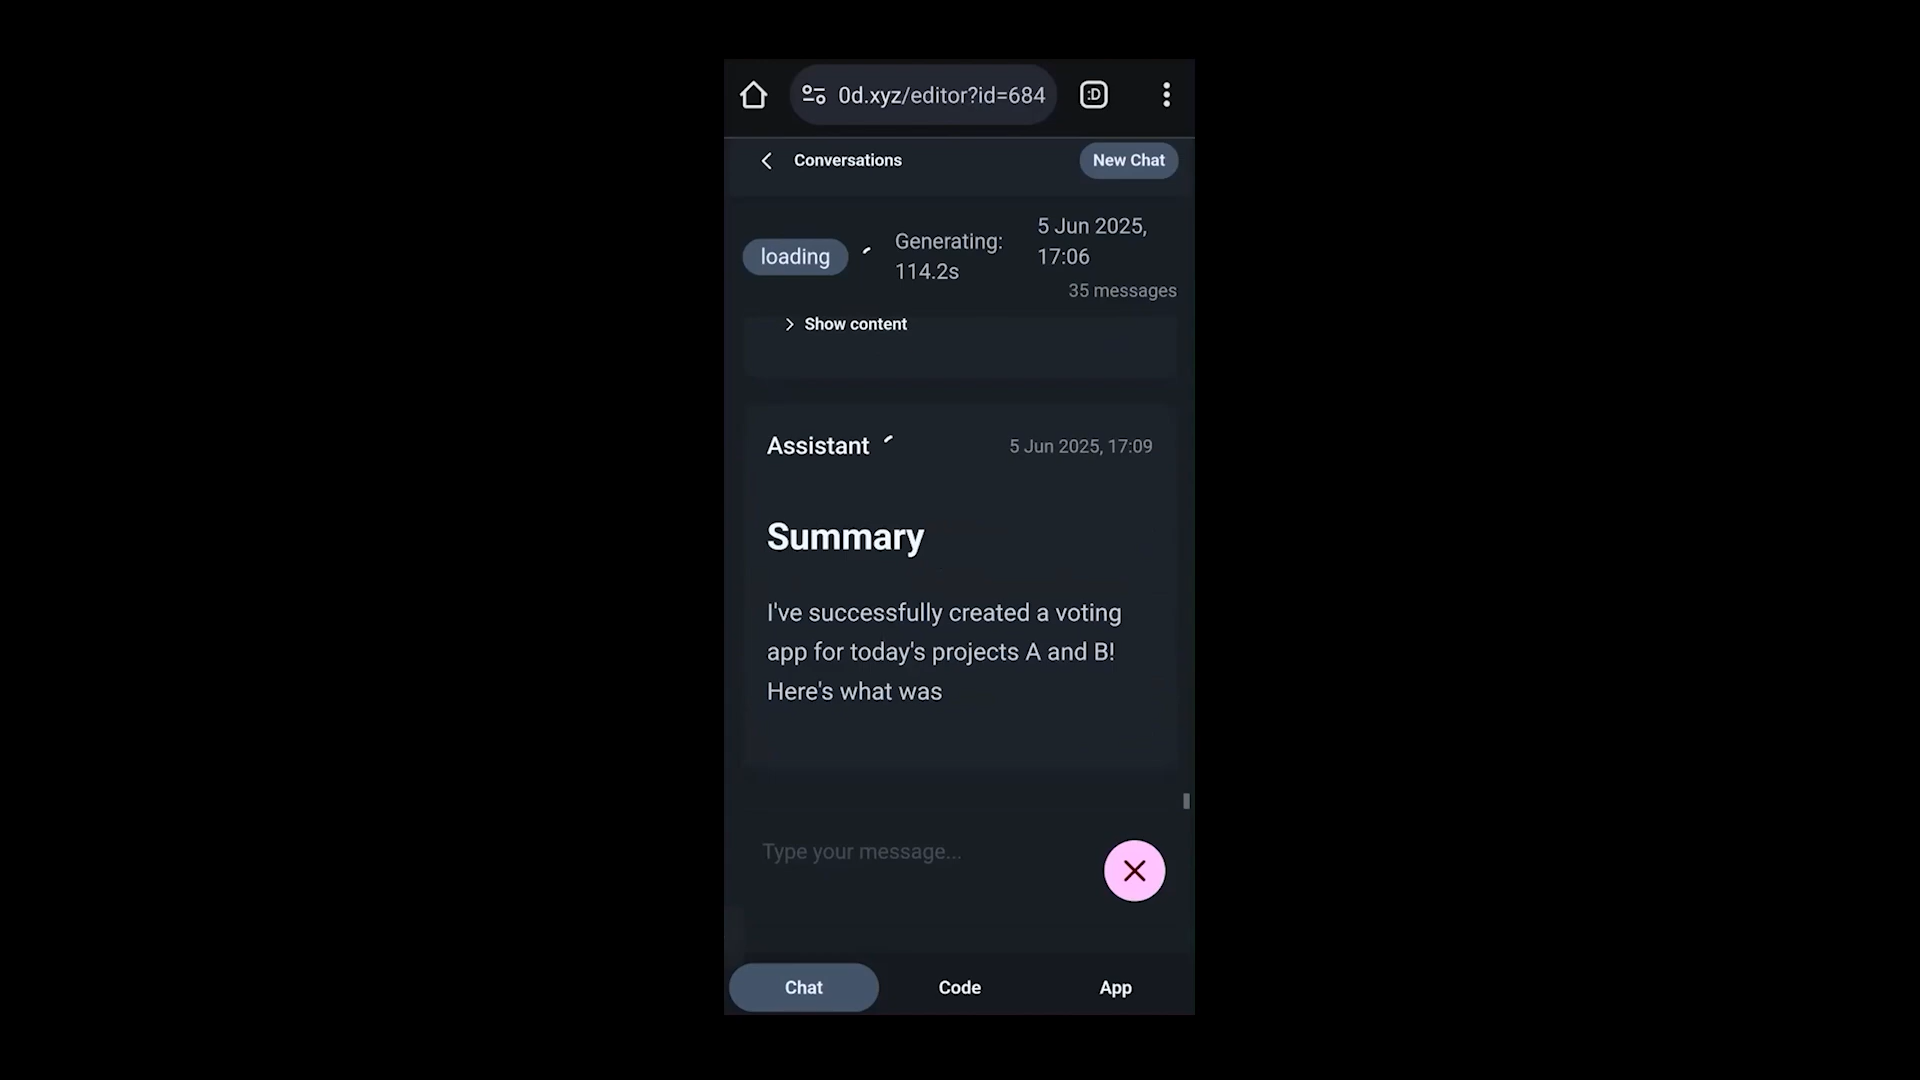 0d.xyz/editor?id=684
:D
Conversations
New Chat
loading
Generating:
114.2s
5 Jun 2025,
17:06
35 messages
Show content
Assistant
5 Jun 2025, 17:09
Summary
I've successfully created a voting
app for today's projects A and B!
Here's what was
Type your message...
Chat
Code
App